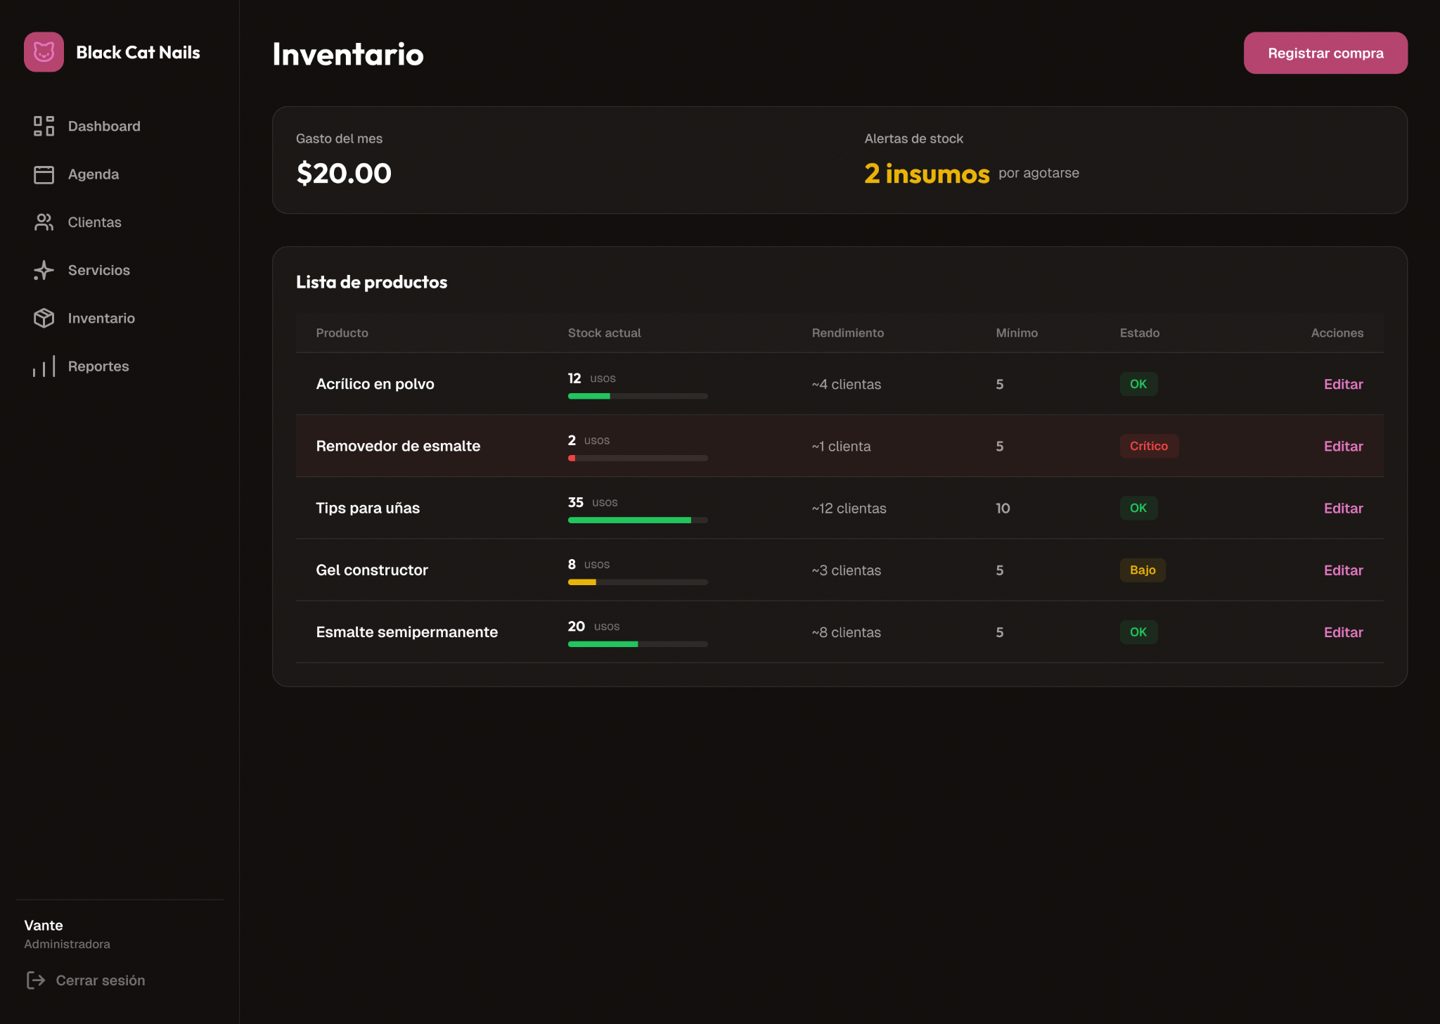 Black Cat Nails
Dashboard
Agenda
Clientas
Servicios
Inventario
Reportes
Vante
Administradora
Cerrar sesión
Inventario
Registrar compra
Gasto del mes
$20.00
Alertas de stock
2 insumos por agotarse
Lista de productos
Producto Stock actual Rendimiento Mínimo Estado Acciones
Acrílico en polvo 12 usos ~4 clientas 5 OK Editar
Removedor de esmalte 2 usos ~1 clienta 5 Crítico Editar
Tips para uñas 35 usos ~12 clientas 10 OK Editar
Gel constructor 8 usos ~3 clientas 5 Bajo Editar
Esmalte semipermanente 20 usos ~8 clientas 5 OK Editar